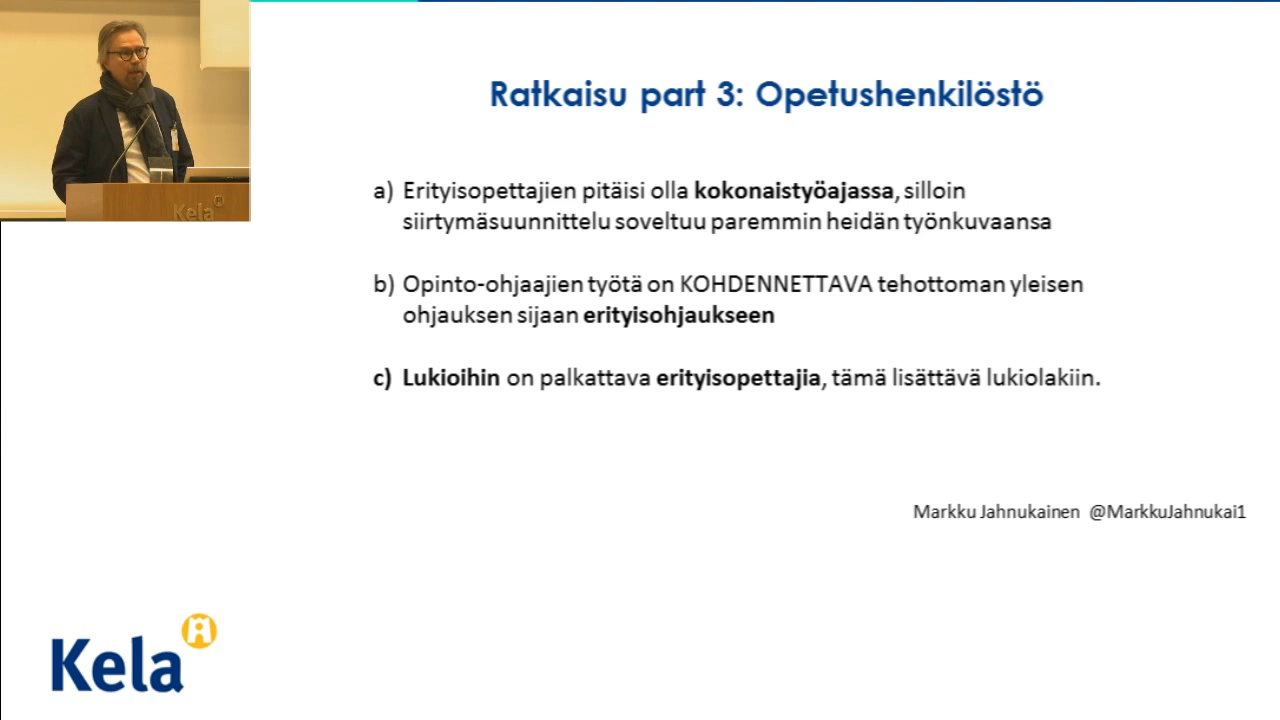 Ratkaisu part 3: Opetushenkilöstö
a) Erityisopettajien pitäisi olla kokonaistyöajassa, silloin
siirtymäsuunnittelu soveltuu paremmin heidän työnkuvaansa
b) Opinto-ohjaajien työtä on KOHDENNETTAVA tehottoman yleisen
ohjauksen sijaan erityisohjaukseen
c) Lukioihin on palkattava erityisopettajia, tämä lisättävä lukiolakiin.
Markku Jahnukainen @MarkkuJahnukai1
Kela
Kela